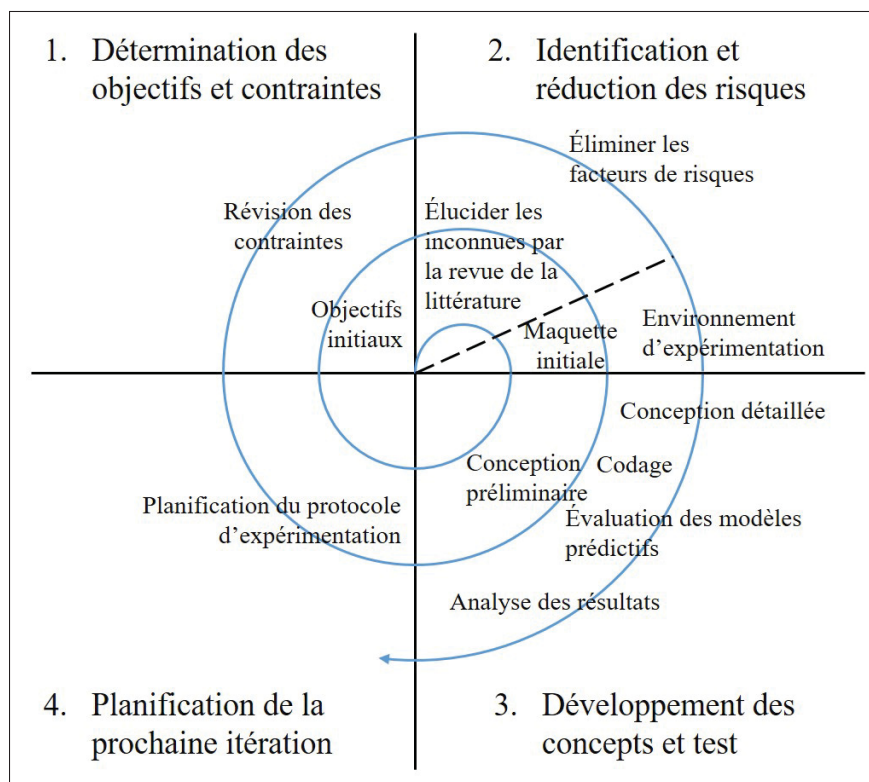 1. Détermination des
objectifs et contraintes
2. Identification et
réduction des risques
Éliminer les
facteurs de risques
Révision des
contraintes
Élucider les
inconnues par
la revue de la
littérature
Objectifs
initiaux
Maquette
initiale
Environnement
d’expérimentation
Conception détaillée
Conception
préliminaire
Codage
Planification du protocole
d’expérimentation
Évaluation des modèles
prédictifs
Analyse des résultats
4. Planification de la
prochaine itération
3. Développement des
concepts et test